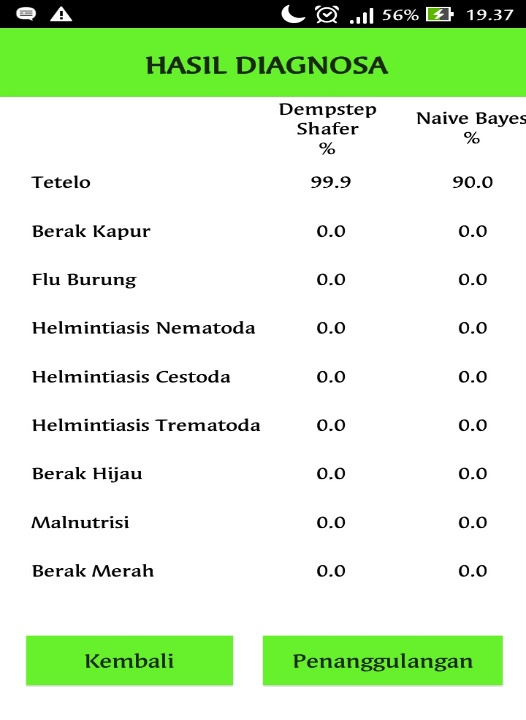 56% 19.37
HASIL DIAGNOSA
Dempstep
Shafer
%
Naive Bayes
%
Tetelo 99.9 90.0
Berak Kapur 0.0 0.0
Flu Burung 0.0 0.0
Helmintiasis Nematoda 0.0 0.0
Helmintiasis Cestoda 0.0 0.0
Helmintiasis Trematoda 0.0 0.0
Berak Hijau 0.0 0.0
Malnutrisi 0.0 0.0
Berak Merah 0.0 0.0
Kembali Penanggulangan